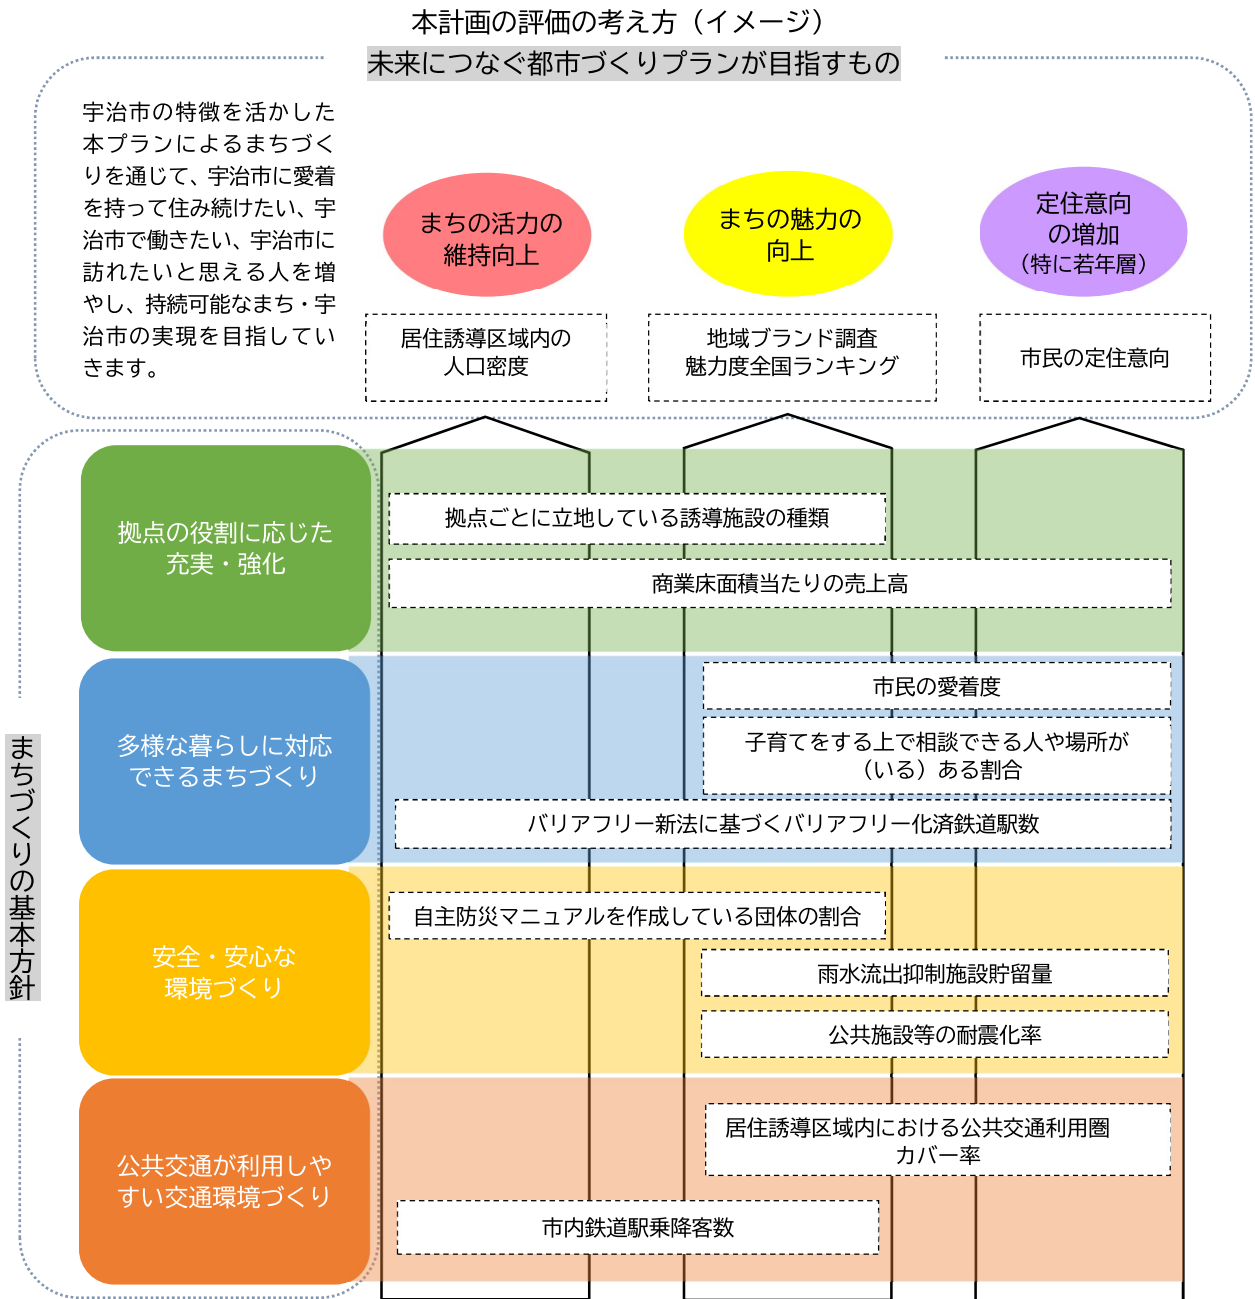 本計画の評価の考え方（イメージ）
未来につなぐ都市づくりプランが目指すもの
宇治市の特徴を活かした
本プランによるまちづく
りを通じて、宇治市に愛着
を持って住み続けたい、宇
治市で働きたい、宇治市に
訪れたいと思える人を増
やし、持続可能なまち・宇
治市の実現を目指してい
きます。
まちの活力の
維持向上
まちの魅力の
向上
定住意向
の増加
（特に若年層）
居住誘導区域内の
人口密度
地域ブランド調査
魅力度全国ランキング
市民の定住意向
まちづくりの基本方針
拠点の役割に応じた
充実・強化
拠点ごとに立地している誘導施設の種類
商業床面積当たりの売上高
多様な暮らしに対応
できるまちづくり
市民の愛着度
子育てをする上で相談できる人や場所が
（いる）ある割合
バリアフリー新法に基づくバリアフリー化済鉄道駅数
安全・安心な
環境づくり
自主防災マニュアルを作成している団体の割合
雨水流出抑制施設貯留量
公共施設等の耐震化率
公共交通が利用しや
すい交通環境づくり
居住誘導区域内における公共交通利用圏
カバー率
市内鉄道駅乗降客数